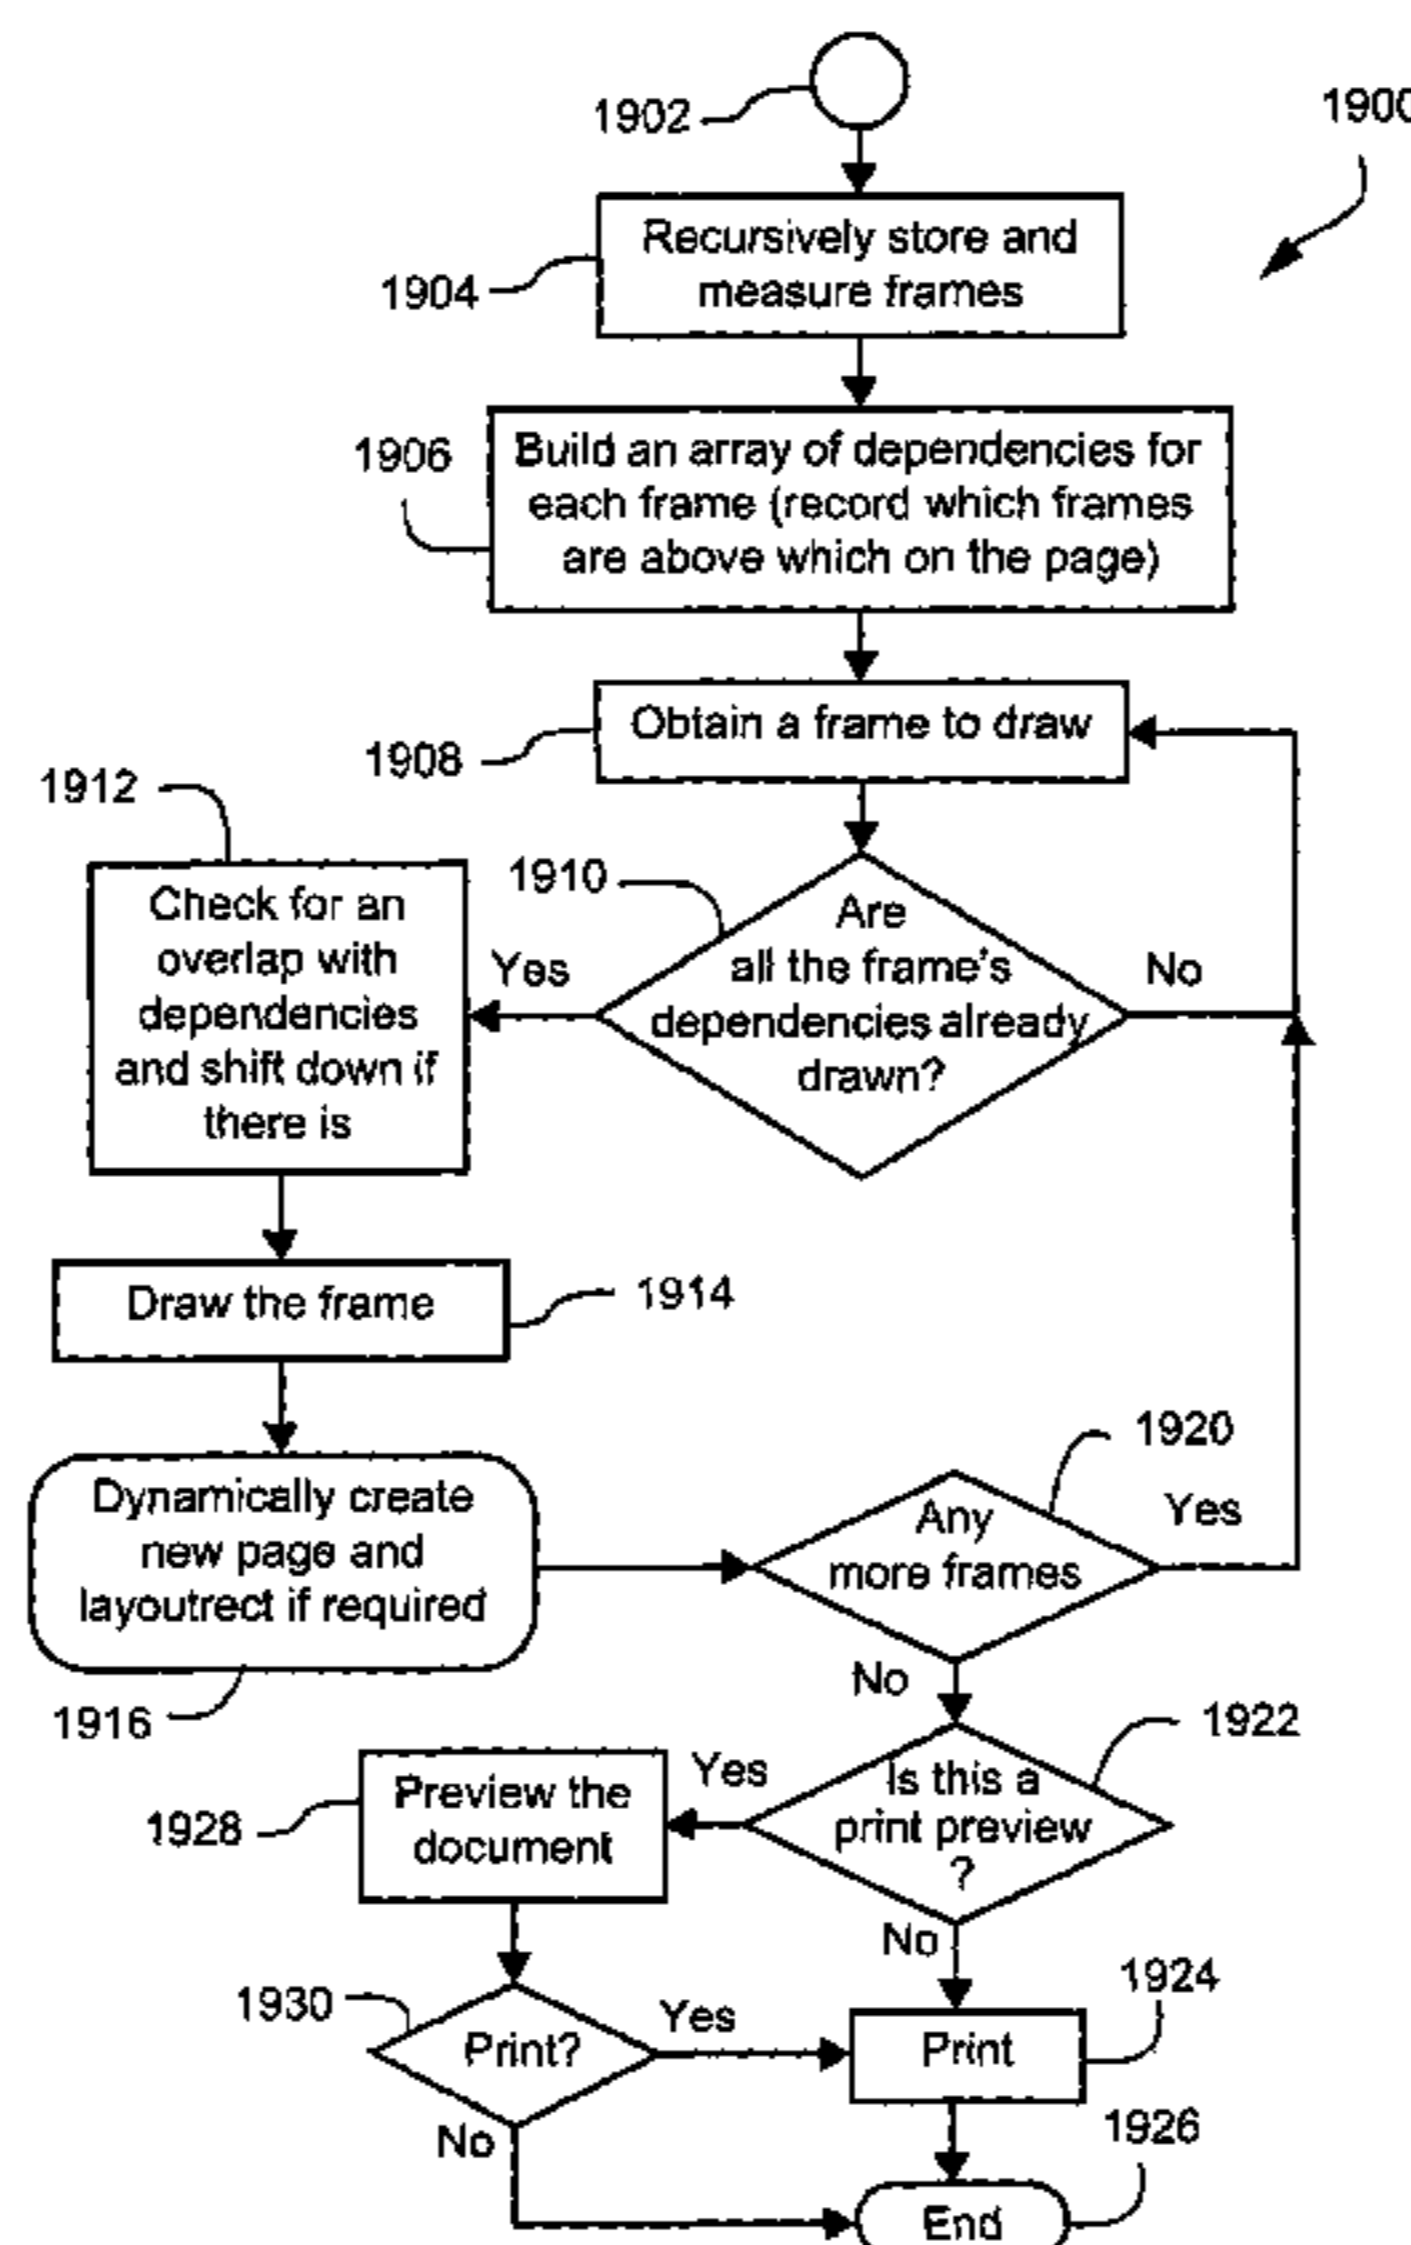 1902
1900
Recursively store and
measure frames
1904
1906
Build an array of dependencies for
each frame (record which frames
are above which on the page)
Obtain a frame to draw
1908
1912
Check for an
overlap with
dependencies
and shift down if
there is
Yes
1910
Are
all the frame's
dependencies already
drawn?
No
Draw the frame
1914
Dynamically create
new page and
layoutrect if required
1916
1920
Any
more frames
Yes
No
1922
Is this a
print preview
?
Yes
Preview the
document
1928
No
1930
Print?
Yes
1924
Print
No
1926
End